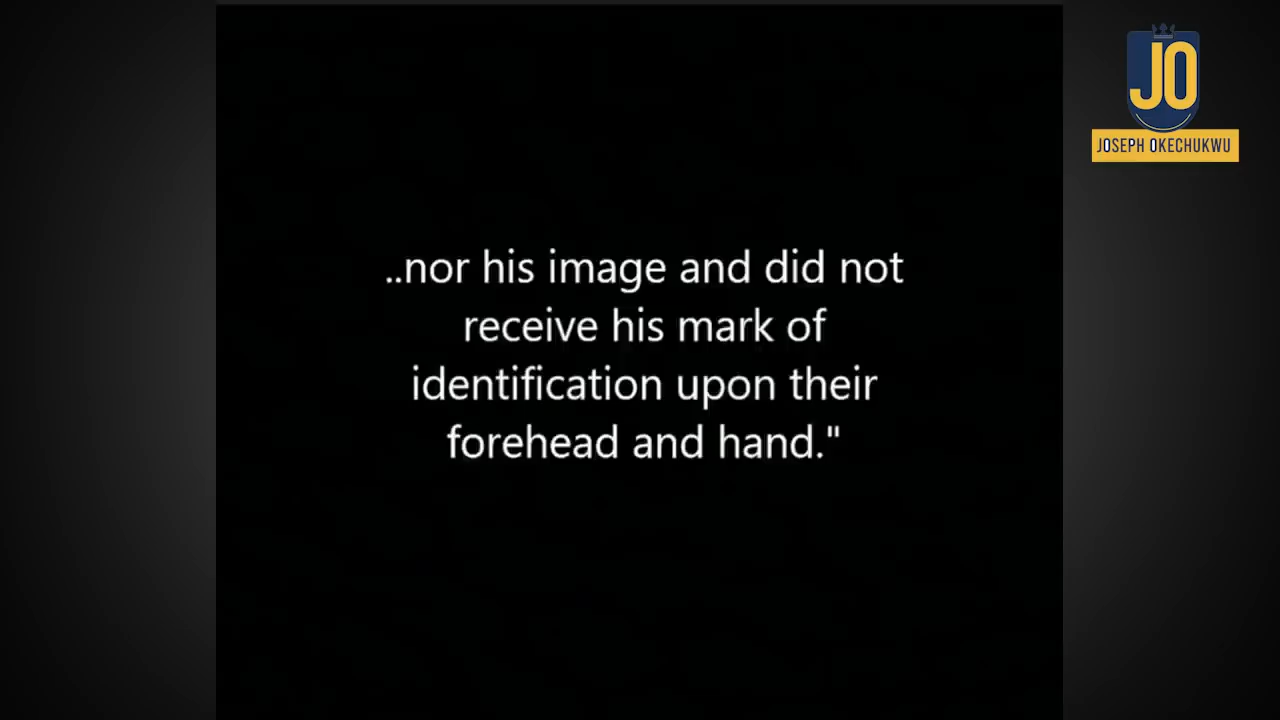 JO
JOSEPH OKECHUKWU
..nor his image and did not
receive his mark of
identification upon their
forehead and hand."